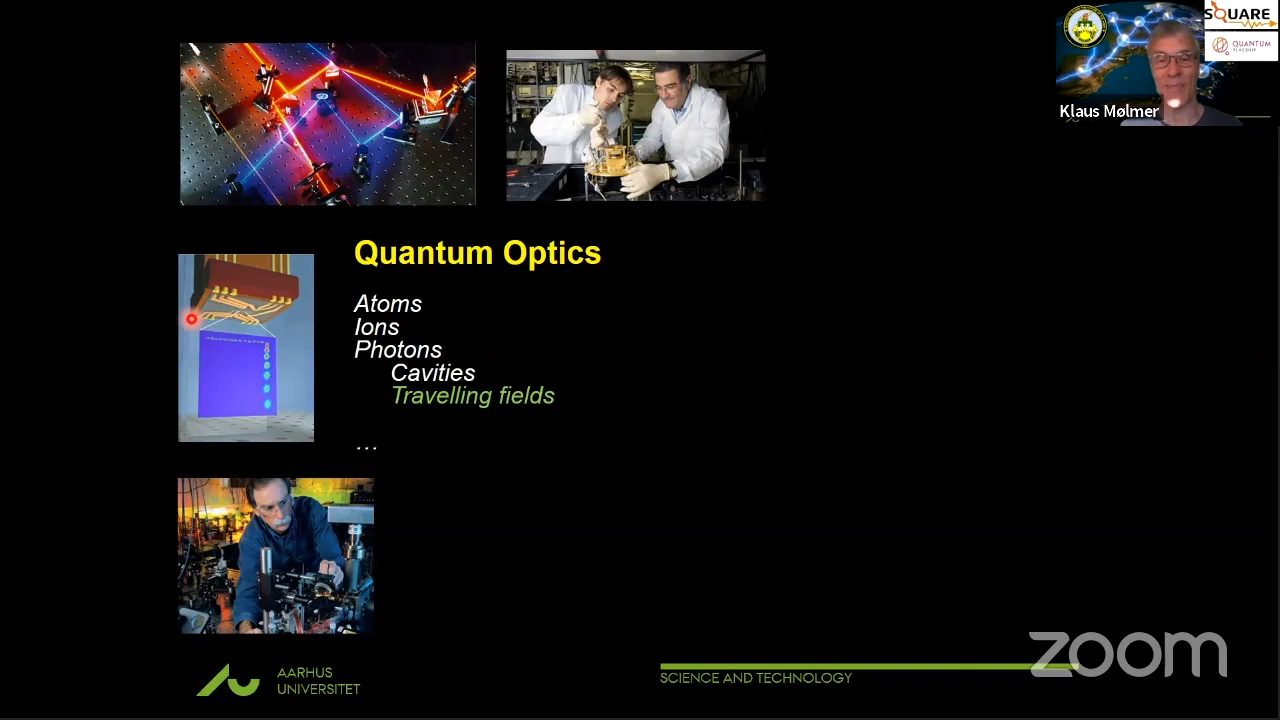 SQUARE
QUANTUM
FLAGSHIP
Klaus Mølmer
Quantum Optics
Atoms
Ions
Photons
Cavities
Travelling fields
...
AARHUS
UNIVERSITET
SCIENCE AND TECHNOLOGY
zoom